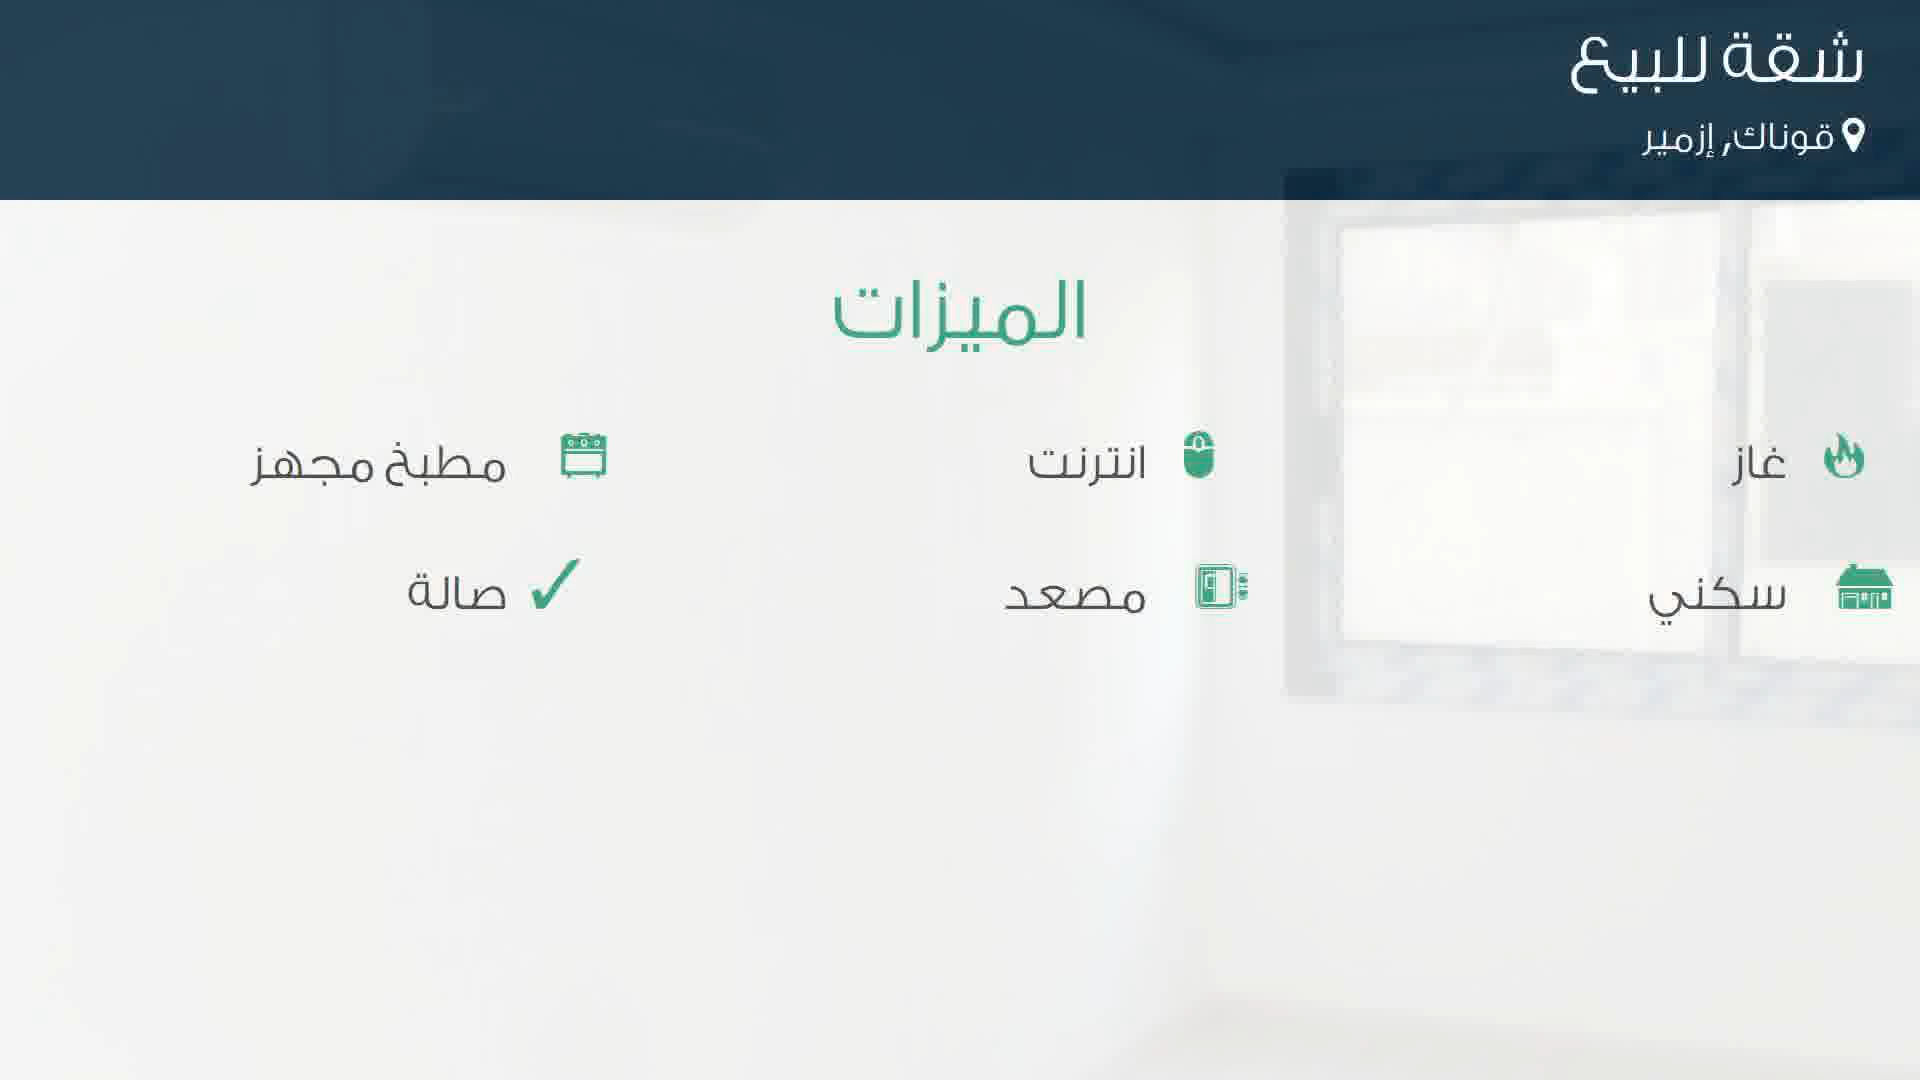 شقة للبيع
قوناك, إزمير
الميزات
غاز
انترنت
مطبخ مجهز
سكني
مصعد
صالة